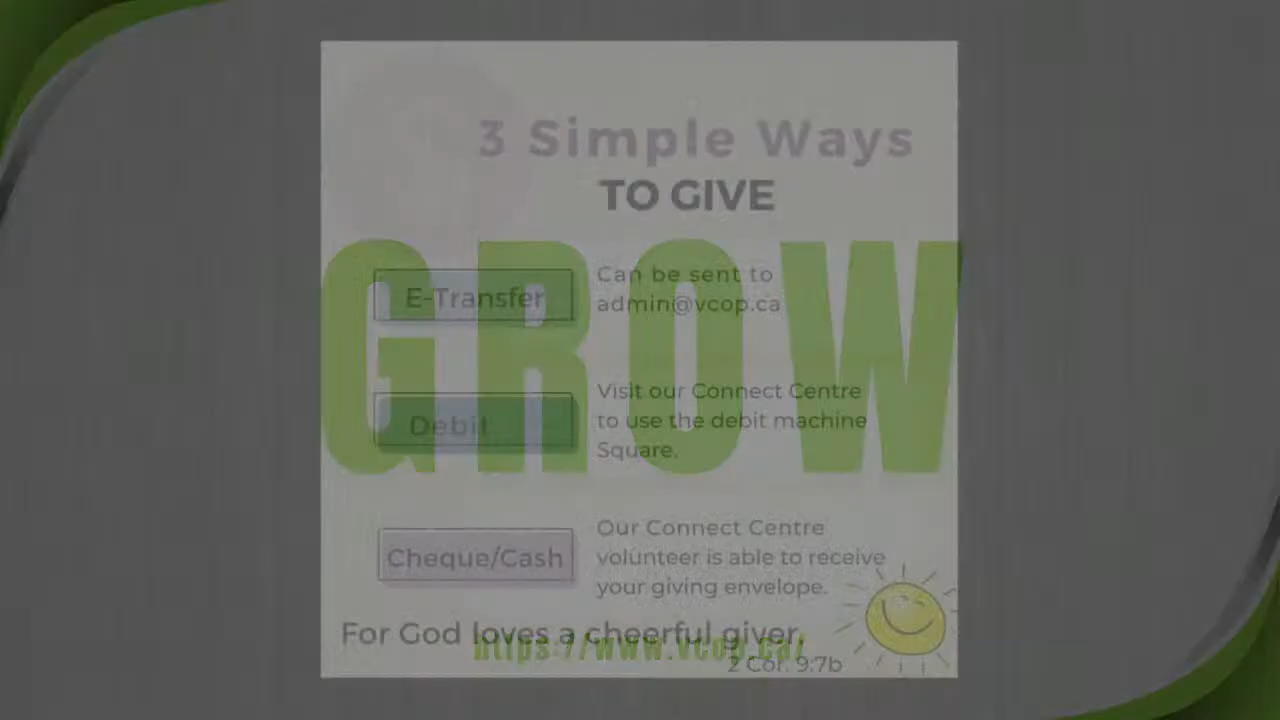 3 Simple Ways
TO GIVE
GROW
E-Transfer
Can be sent to
admin@vcop.ca
Debit
Visit our Connect Centre
to use the debit machine
Square.
Cheque/Cash
Our Connect Centre
volunteer is able to receive
your giving envelope.
For God loves a cheerful giver.
https://www.vcop.ca/
2 Cor. 9:7b